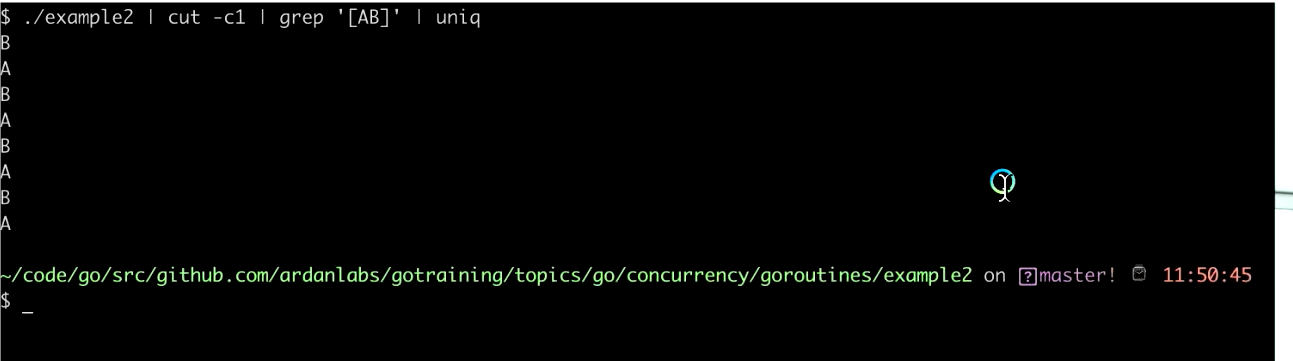 $ ./example2 | cut -c1 | grep '[AB]' | uniq
B
A
B
A
B
A
B
A
~/code/go/src/github.com/ardanlabs/gotraining/topics/go/concurrency/goroutines/example2 on ?master! 11:50:45
$ _